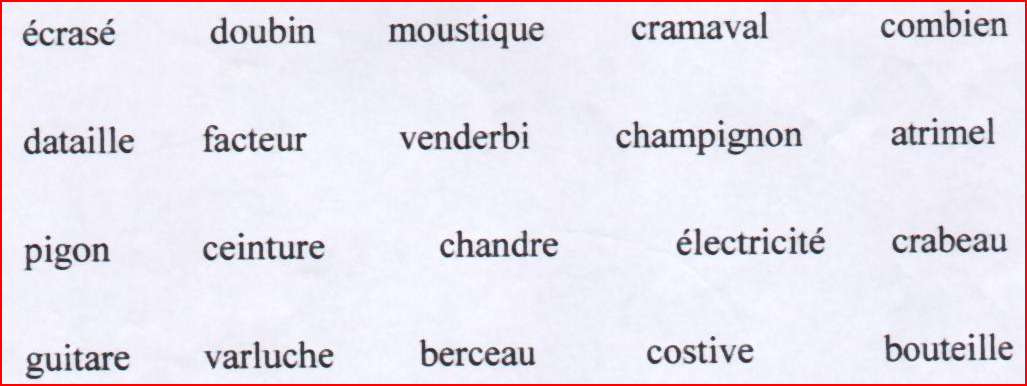 écrasé doubin moustique cramaval combien
dataille facteur venderbi champignon atrimel
pigon ceinture chandre électricité crabeau
guitare varluche berceau costive bouteille